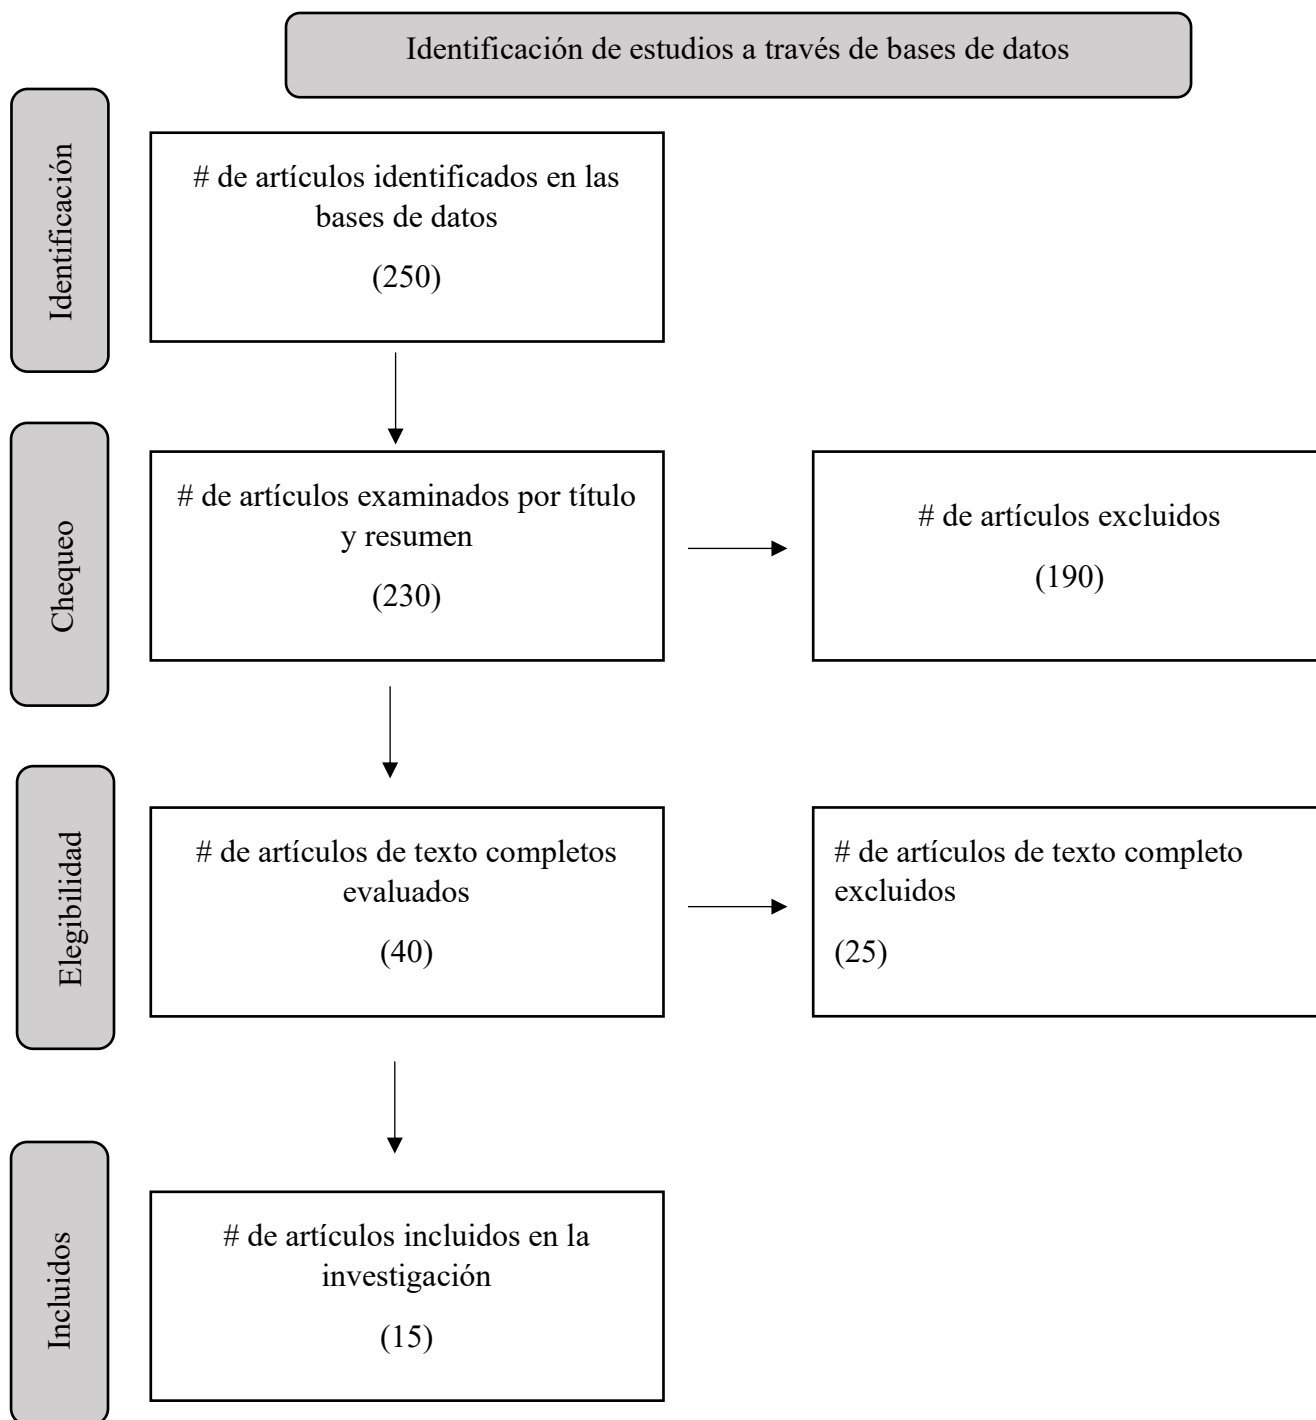 Identificación de estudios a través de bases de datos
Identificación
# de artículos identificados en las
bases de datos
(250)
Chequeo
# de artículos examinados por título
y resumen
(230)
# de artículos excluidos
(190)
Elegibilidad
# de artículos de texto completos
evaluados
(40)
# de artículos de texto completo
excluidos
(25)
Incluidos
# de artículos incluidos en la
investigación
(15)